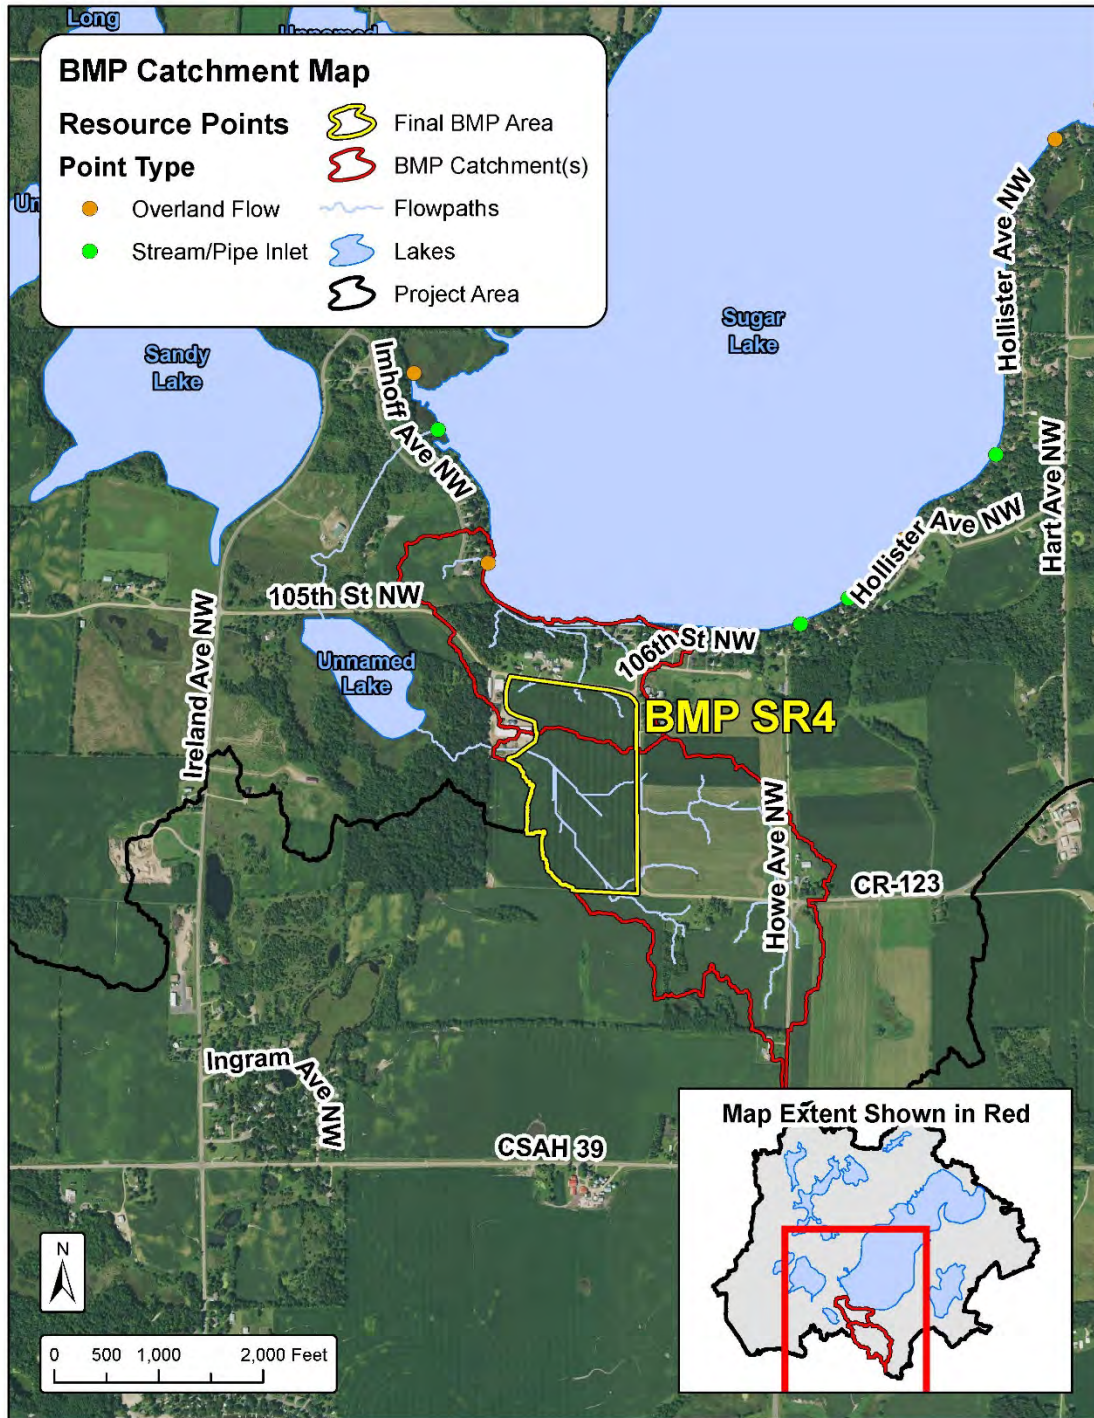 Long
Unnamed
BMP Catchment Map
Resource Points
Point Type
Overland Flow
Stream/Pipe Inlet
Final BMP Area
BMP Catchment(s)
Flowpaths
Lakes
Project Area
Un
Sandy
Lake
Sugar
Lake
Hollister Ave NW
Imhoff Ave NW
Hart Ave NW
Hollister Ave NW
105th St NW
106th St NW
Unnamed
Lake
Ireland Ave NW
BMP SR4
Howe Ave NW
CR-123
Ingram Ave NW
CSAH 39
Map Extent Shown in Red
N
0 500 1,000 2,000 Feet